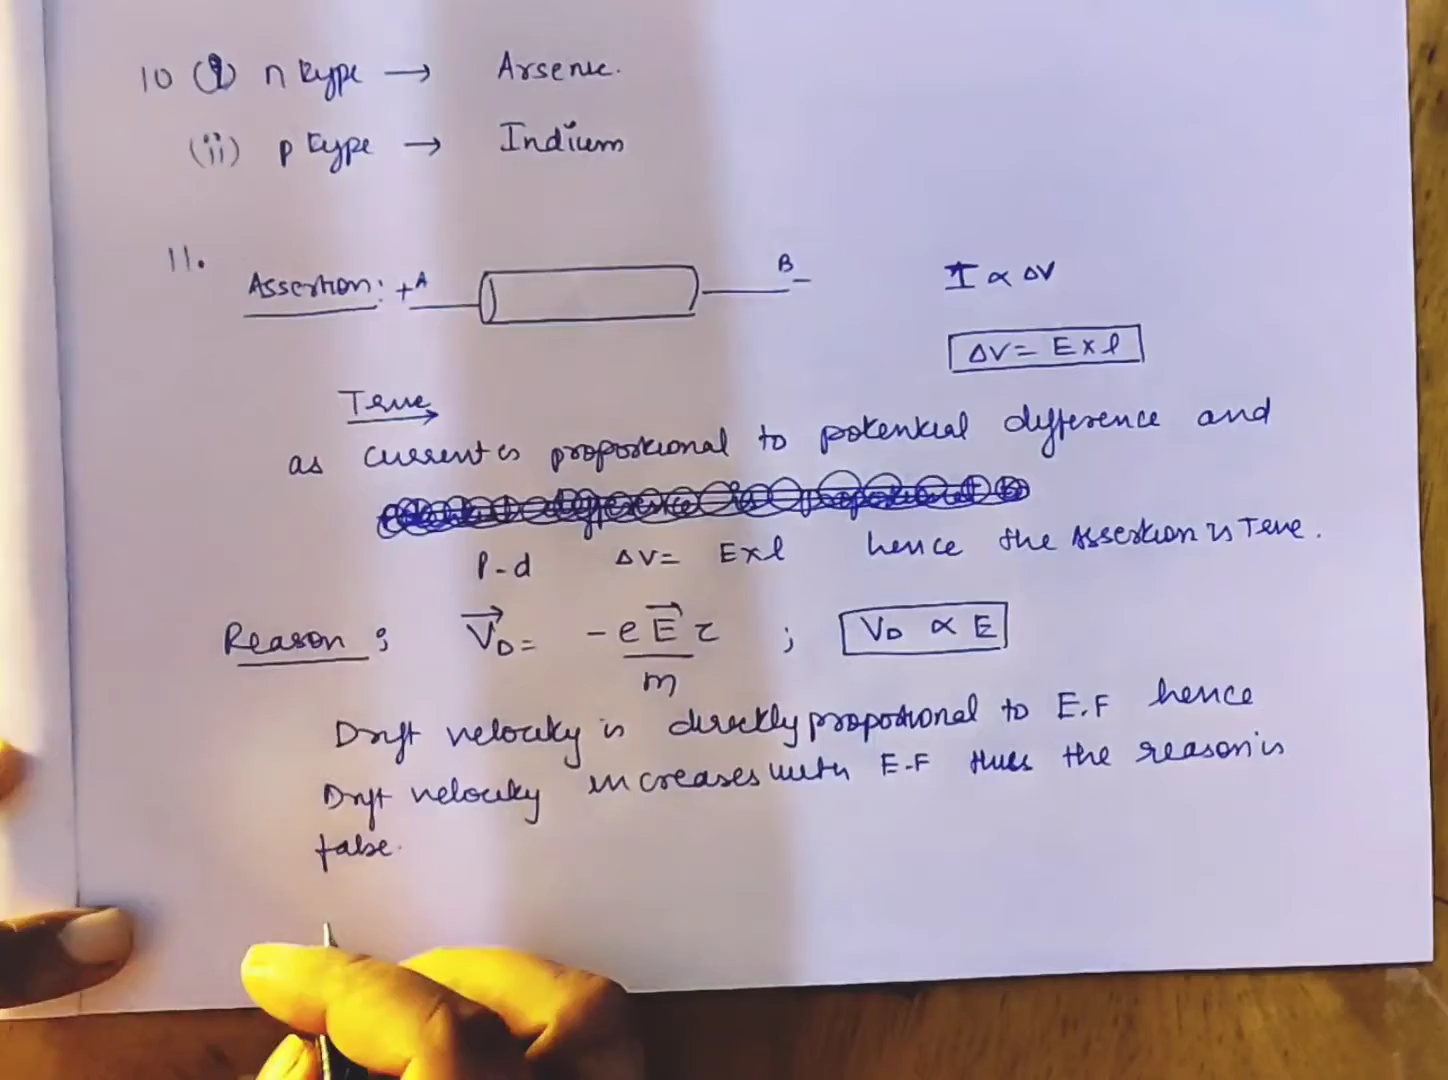 10 (i) n type → Arsenic.
(ii) p type → Indium
11.
Assertion: +A B -
I ∝ ΔV
ΔV = E × l
True
as current is proportional to potential difference and
P-d ΔV = E×l hence the Assertion is True.
Reason : V⃗D = -eE⃗τ / m ; VD ∝ E
Drift velocity is directly proportional to E.F hence
Drift velocity increases with E-F thus the reason is
false.